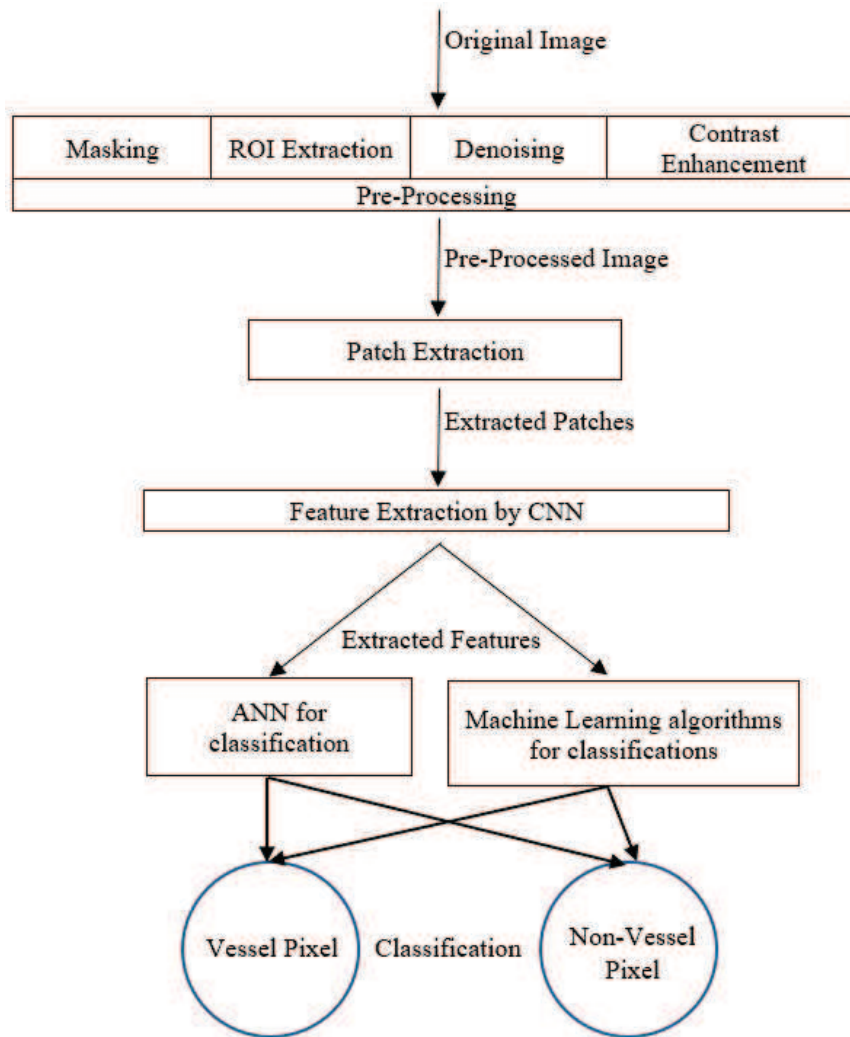 Original Image
Masking
ROI Extraction
Denoising
Contrast
Enhancement
Pre-Processing
Pre-Processed Image
Patch Extraction
Extracted Patches
Feature Extraction by CNN
Extracted Features
ANN for
classification
Machine Learning algorithms
for classifications
Vessel Pixel
Classification
Non-Vessel
Pixel